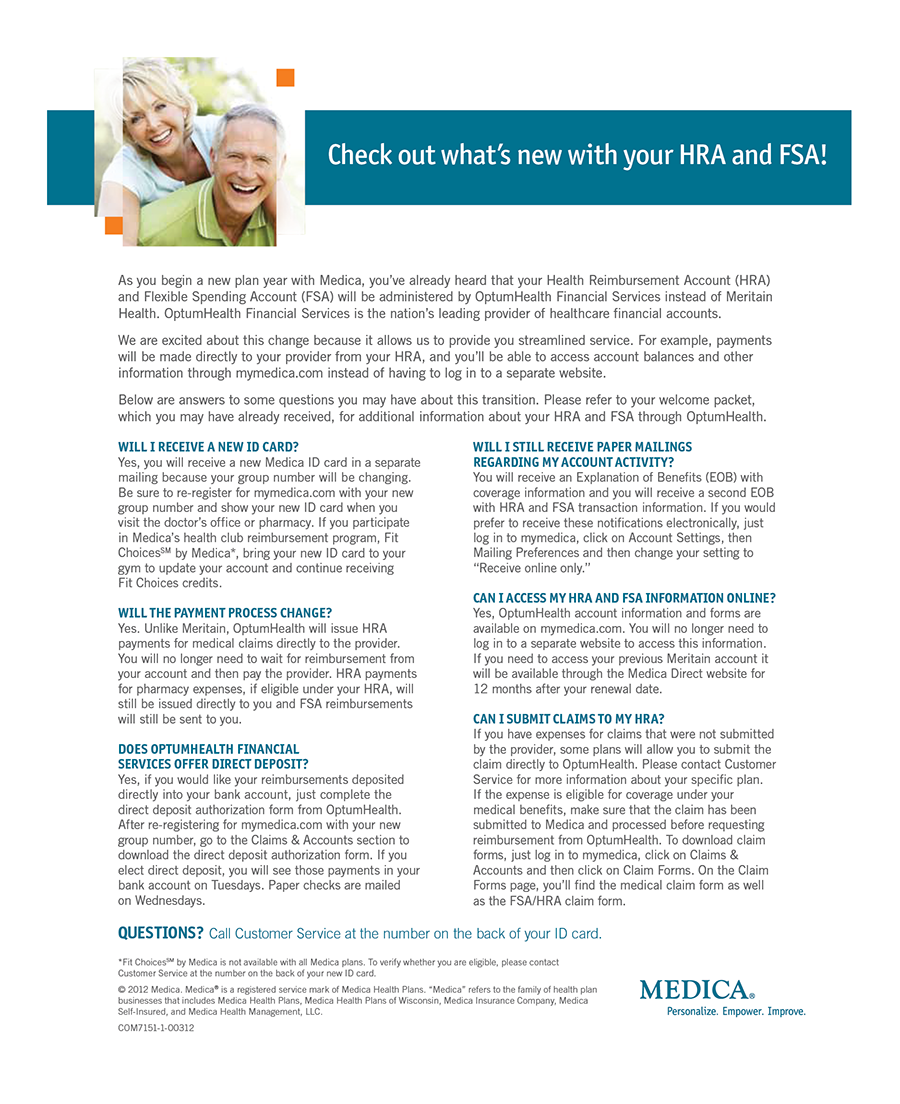 Check out what's new with your HRA and FSA!
As you begin a new plan year with Medica, you've already heard that your Health Reimbursement Account (HRA)
and Flexible Spending Account (FSA) will be administered by OptumHealth Financial Services instead of Meritain
Health. OptumHealth Financial Services is the nation's leading provider of healthcare financial accounts.
We are excited about this change because it allows us to provide you streamlined service. For example, payments
will be made directly to your provider from your HRA, and you'll be able to access account balances and other
information through mymedica.com instead of having to log in to a separate website.
Below are answers to some questions you may have about this transition. Please refer to your welcome packet,
which you may have already received, for additional information about your HRA and FSA through OptumHealth.
WILL I RECEIVE A NEW ID CARD?
Yes, you will receive a new Medica ID card in a separate
mailing because your group number will be changing.
Be sure to re-register for mymedica.com with your new
group number and show your new ID card when you
visit the doctor's office or pharmacy. If you participate
in Medica's health club reimbursement program, Fit
Choices℠ by Medica*, bring your new ID card to your
gym to update your account and continue receiving
Fit Choices credits.
WILL THE PAYMENT PROCESS CHANGE?
Yes. Unlike Meritain, OptumHealth will issue HRA
payments for medical claims directly to the provider.
You will no longer need to wait for reimbursement from
your account and then pay the provider. HRA payments
for pharmacy expenses, if eligible under your HRA, will
still be issued directly to you and FSA reimbursements
will still be sent to you.
DOES OPTUMHEALTH FINANCIAL
SERVICES OFFER DIRECT DEPOSIT?
Yes, if you would like your reimbursements deposited
directly into your bank account, just complete the
direct deposit authorization form from OptumHealth.
After re-registering for mymedica.com with your new
group number, go to the Claims & Accounts section to
download the direct deposit authorization form. If you
elect direct deposit, you will see those payments in your
bank account on Tuesdays. Paper checks are mailed
on Wednesdays.
WILL I STILL RECEIVE PAPER MAILINGS
REGARDING MY ACCOUNT ACTIVITY?
You will receive an Explanation of Benefits (EOB) with
coverage information and you will receive a second EOB
with HRA and FSA transaction information. If you would
prefer to receive these notifications electronically, just
log in to mymedica, click on Account Settings, then
Mailing Preferences and then change your setting to
“Receive online only.”
CAN I ACCESS MY HRA AND FSA INFORMATION ONLINE?
Yes, OptumHealth account information and forms are
available on mymedica.com. You will no longer need to
log in to a separate website to access this information.
If you need to access your previous Meritain account it
will be available through the Medica Direct website for
12 months after your renewal date.
CAN I SUBMIT CLAIMS TO MY HRA?
If you have expenses for claims that were not submitted
by the provider, some plans will allow you to submit the
claim directly to OptumHealth. Please contact Customer
Service for more information about your specific plan.
If the expense is eligible for coverage under your
medical benefits, make sure that the claim has been
submitted to Medica and processed before requesting
reimbursement from OptumHealth. To download claim
forms, just log in to mymedica, click on Claims &
Accounts and then click on Claim Forms. On the Claim
Forms page, you'll find the medical claim form as well
as the FSA/HRA claim form.
QUESTIONS? Call Customer Service at the number on the back of your ID card.
*Fit Choices℠ by Medica is not available with all Medica plans. To verify whether you are eligible, please contact
Customer Service at the number on the back of your new ID card.
© 2012 Medica. Medica® is a registered service mark of Medica Health Plans. “Medica” refers to the family of health plan
businesses that includes Medica Health Plans, Medica Health Plans of Wisconsin, Medica Insurance Company, Medica
Self-Insured, and Medica Health Management, LLC.
COM7151-1-00312
MEDICA®
Personalize. Empower. Improve.